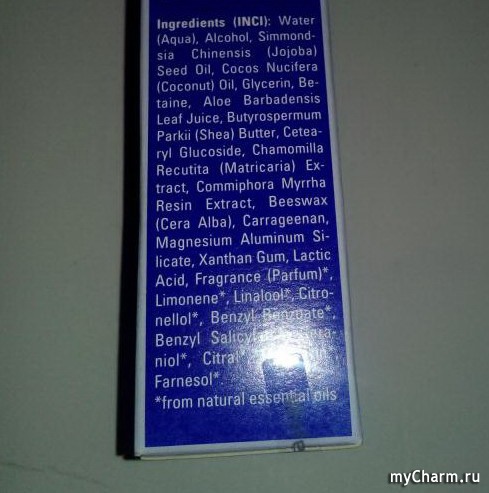 Ingredients (INCI): Water
(Aqua), Alcohol, Simmond-
sia Chinensis (Jojoba)
Seed Oil, Cocos Nucifera
(Coconut) Oil, Glycerin, Be-
taine, Aloe Barbadensis
Leaf Juice, Butyrospermum
Parkii (Shea) Butter, Cetea-
ryl Glucoside, Chamomilla
Recutita (Matricaria) Ex-
tract, Commiphora Myrrha
Resin Extract, Beeswax
(Cera Alba), Carrageenan,
Magnesium Aluminum Si-
licate, Xanthan Gum, Lactic
Acid, Fragrance (Parfum)*,
Limonene*, Linalool*, Citro-
nellol*, Benzyl Benzoate*,
Benzyl
niol*, Citral*
Farnesol*
*from natural essential oils
myCharm.ru